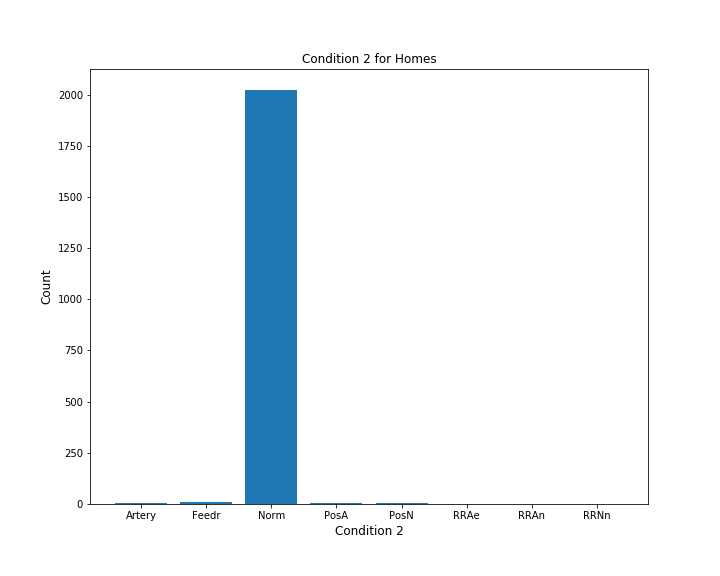 Condition 2 for Homes
Count
2000
1750
1500
1250
1000
750
500
250
0
Artery Feedr Norm PosA PosN RRAe RRAn RRNn
Condition 2